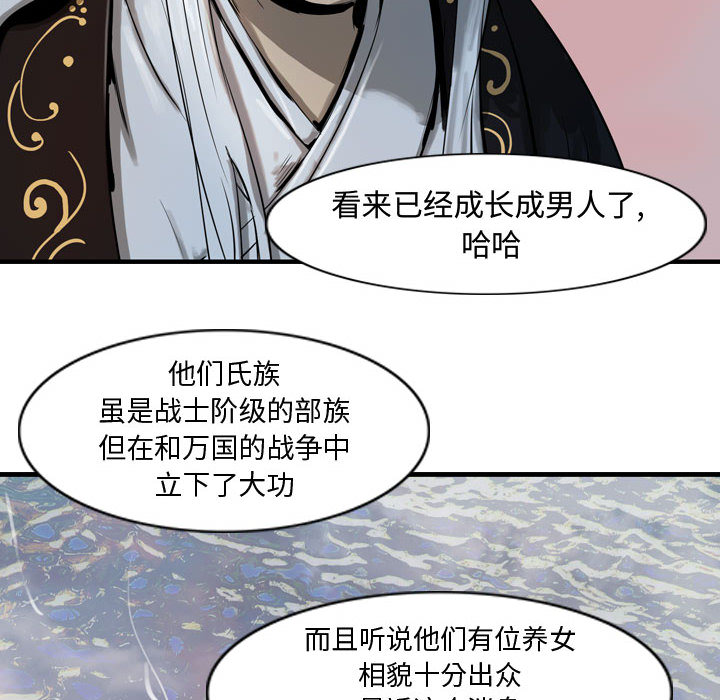 看来已经成长成男人了,
哈哈
他们氏族
虽是战士阶级的部族
但在和万国的战争中
立下了大功
而且听说他们有位养女
相貌十分出众